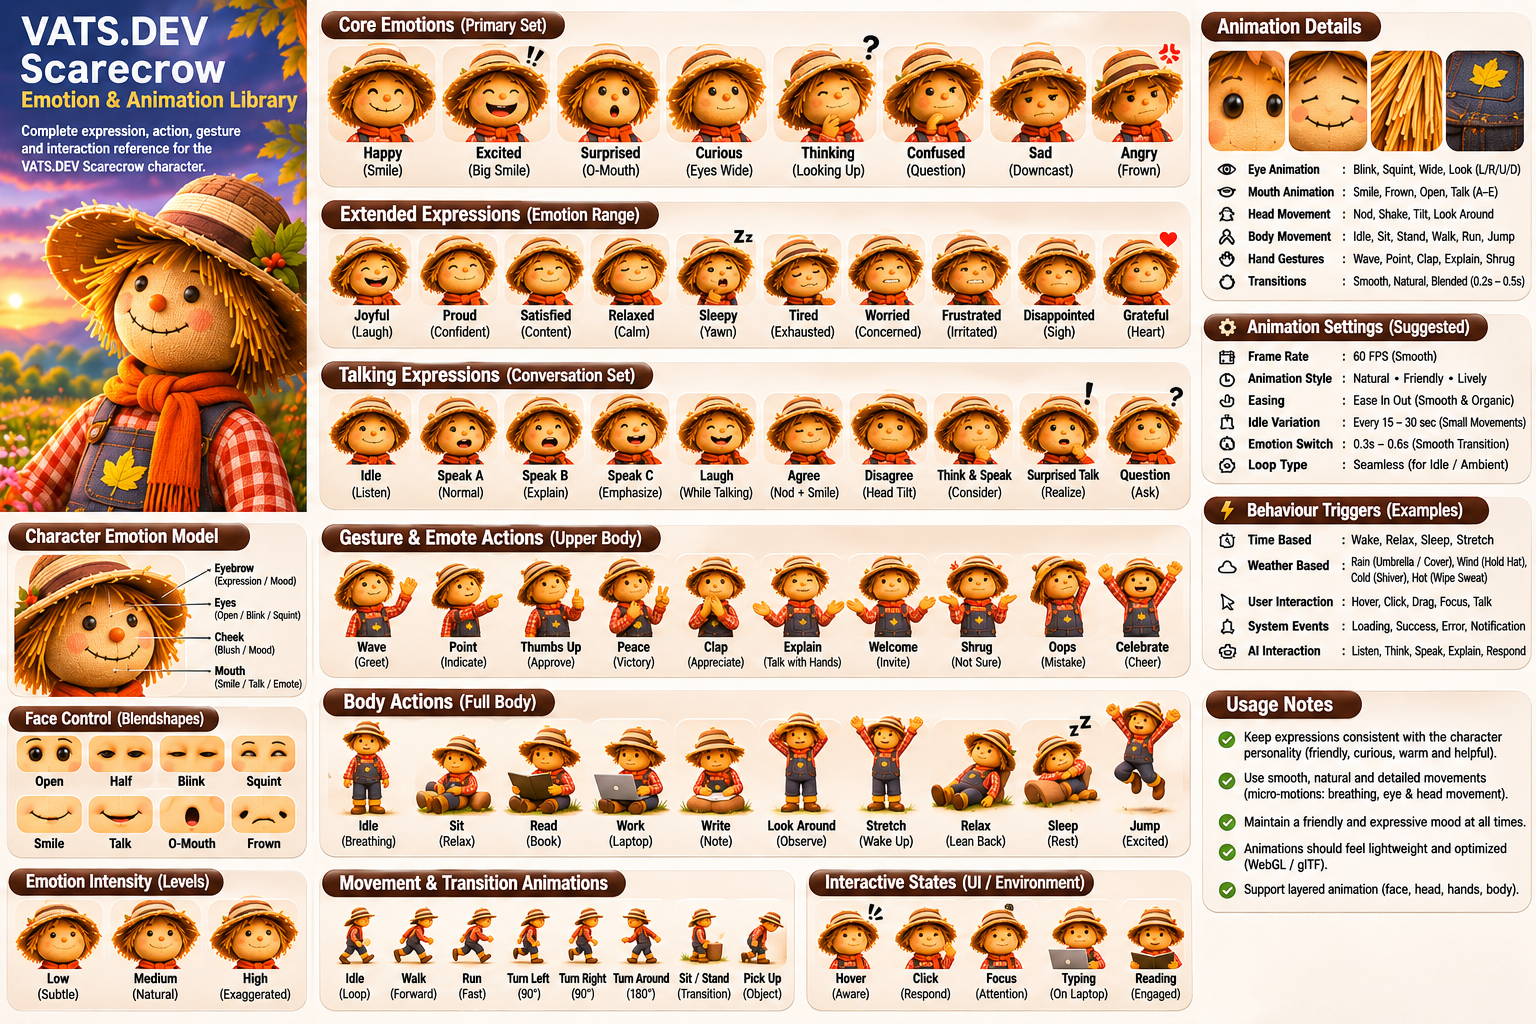 VATS.DEV
Scarecrow
Emotion & Animation Library
Complete expression, action, gesture
and interaction reference for the
VATS.DEV Scarecrow character.
Core Emotions (Primary Set)
!!
?
Happy
(Smile)
Excited
(Big Smile)
Surprised
(O-Mouth)
Curious
(Eyes Wide)
Thinking
(Looking Up)
Confused
(Question)
Sad
(Downcast)
Angry
(Frown)
Extended Expressions (Emotion Range)
Zz
Joyful
(Laugh)
Proud
(Confident)
Satisfied
(Content)
Relaxed
(Calm)
Sleepy
(Yawn)
Tired
(Exhausted)
Worried
(Concerned)
Frustrated
(Irritated)
Disappointed
(Sigh)
Grateful
(Heart)
Talking Expressions (Conversation Set)
!
?
Idle
(Listen)
Speak A
(Normal)
Speak B
(Explain)
Speak C
(Emphasize)
Laugh
(While Talking)
Agree
(Nod + Smile)
Disagree
(Head Tilt)
Think & Speak
(Consider)
Surprised Talk
(Realize)
Question
(Ask)
Gesture & Emote Actions (Upper Body)
Wave
(Greet)
Point
(Indicate)
Thumbs Up
(Approve)
Peace
(Victory)
Clap
(Appreciate)
Explain
(Talk with Hands)
Welcome
(Invite)
Shrug
(Not Sure)
Oops
(Mistake)
Celebrate
(Cheer)
Body Actions (Full Body)
zZ
Idle
(Breathing)
Sit
(Relax)
Read
(Book)
Work
(Laptop)
Write
(Note)
Look Around
(Observe)
Stretch
(Wake Up)
Relax
(Lean Back)
Sleep
(Rest)
Jump
(Excited)
Movement & Transition Animations
Idle
(Loop)
Walk
(Forward)
Run
(Fast)
Turn Left
(90°)
Turn Right
(90°)
Turn Around
(180°)
Sit / Stand
(Transition)
Pick Up
(Object)
Interactive States (UI / Environment)
!!
Hover
(Aware)
Click
(Respond)
Focus
(Attention)
Typing
(On Laptop)
Reading
(Engaged)
Character Emotion Model
Eyebrow
(Expression / Mood)
Eyes
(Open / Blink / Squint)
Cheek
(Blush / Mood)
Mouth
(Smile / Talk / Emote)
Face Control (Blendshapes)
Open
Half
Blink
Squint
Smile
Talk
O-Mouth
Frown
Emotion Intensity (Levels)
Low
(Subtle)
Medium
(Natural)
High
(Exaggerated)
Animation Details
Eye Animation : Blink, Squint, Wide, Look (L/R/U/D)
Mouth Animation : Smile, Frown, Open, Talk (A–E)
Head Movement : Nod, Shake, Tilt, Look Around
Body Movement : Idle, Sit, Stand, Walk, Run, Jump
Hand Gestures : Wave, Point, Clap, Explain, Shrug
Transitions : Smooth, Natural, Blended (0.2s – 0.5s)
Animation Settings (Suggested)
Frame Rate : 60 FPS (Smooth)
Animation Style : Natural • Friendly • Lively
Easing : Ease In Out (Smooth & Organic)
Idle Variation : Every 15 – 30 sec (Small Movements)
Emotion Switch : 0.3s – 0.6s (Smooth Transition)
Loop Type : Seamless (for Idle / Ambient)
Behaviour Triggers (Examples)
Time Based : Wake, Relax, Sleep, Stretch
Weather Based : Rain (Umbrella / Cover), Wind (Hold Hat),
Cold (Shiver), Hot (Wipe Sweat)
User Interaction : Hover, Click, Drag, Focus, Talk
System Events : Loading, Success, Error, Notification
AI Interaction : Listen, Think, Speak, Explain, Respond
Usage Notes
Keep expressions consistent with the character
personality (friendly, curious, warm and helpful).
Use smooth, natural and detailed movements
(micro-motions: breathing, eye & head movement).
Maintain a friendly and expressive mood at all times.
Animations should feel lightweight and optimized
(WebGL / glTF).
Support layered animation (face, head, hands, body).